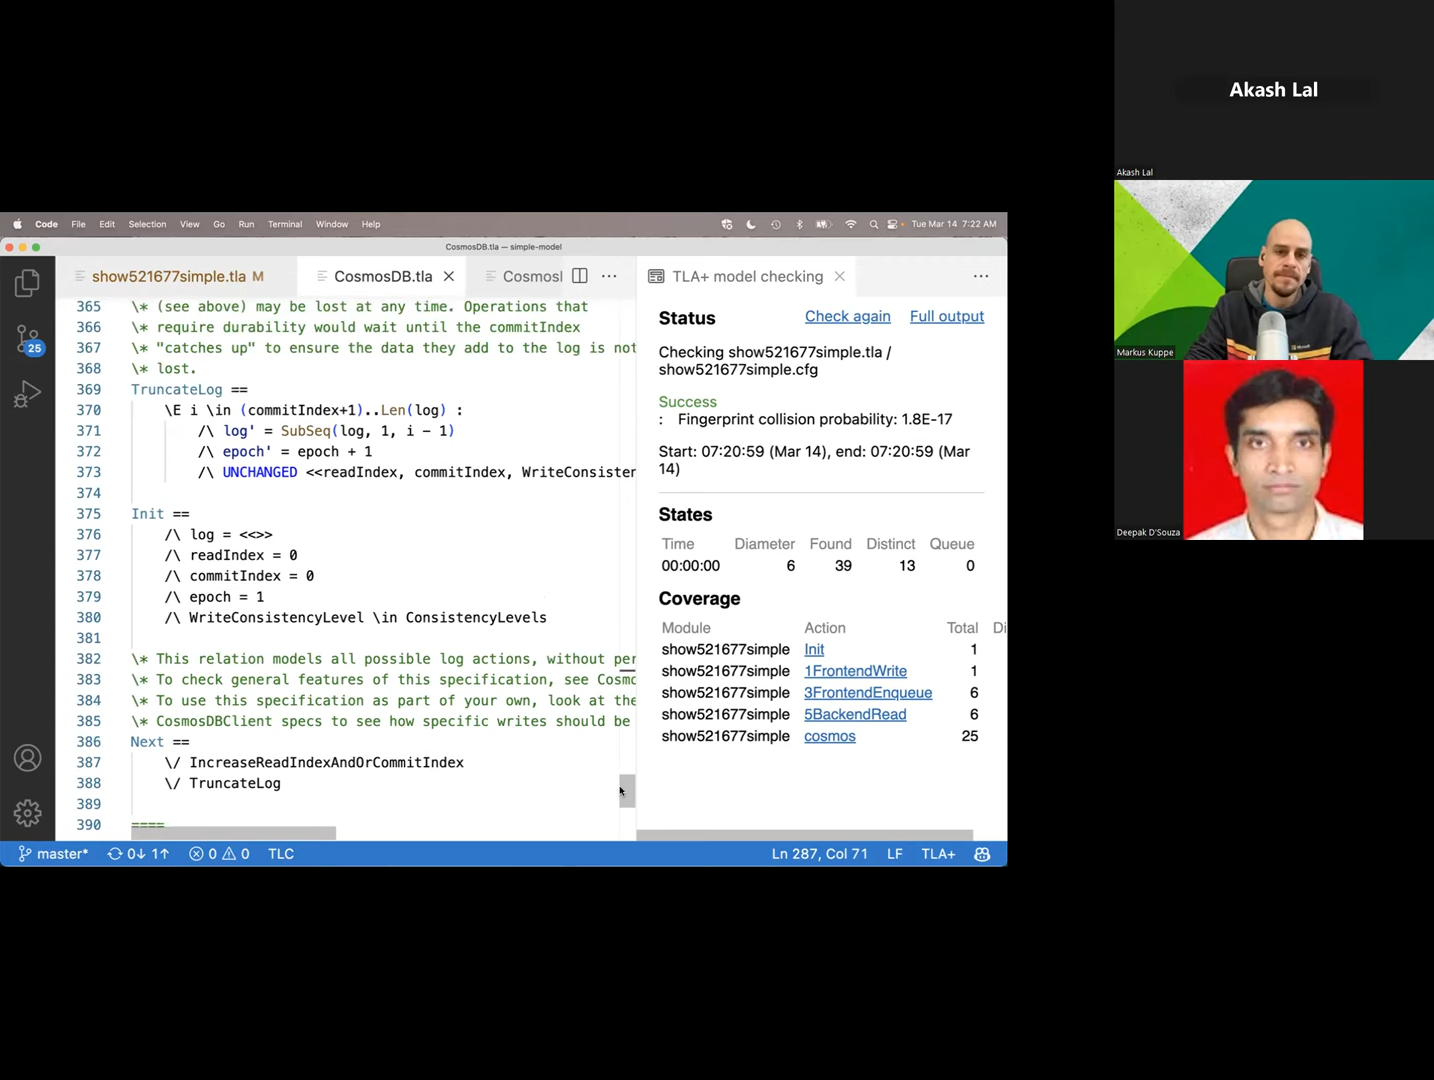 Akash Lal
Akash Lal
Markus Kuppe
Deepak D'Souza
Code File Edit Selection View Go Run Terminal Window Help
Tue Mar 14 7:22 AM
CosmosDB.tla — simple-model
show521677simple.tla M
CosmosDB.tla
Cosmosl
TLA+ model checking
25
365 \* (see above) may be lost at any time. Operations that
366 \* require durability would wait until the commitIndex
367 \* "catches up" to ensure the data they add to the log is not
368 \* lost.
369 TruncateLog ==
370 \E i \in (commitIndex+1)..Len(log) :
371 /\ log' = SubSeq(log, 1, i - 1)
372 /\ epoch' = epoch + 1
373 /\ UNCHANGED <<readIndex, commitIndex, WriteConsisten
374
375 Init ==
376 /\ log = <<>>
377 /\ readIndex = 0
378 /\ commitIndex = 0
379 /\ epoch = 1
380 /\ WriteConsistencyLevel \in ConsistencyLevels
381
382 \* This relation models all possible log actions, without per
383 \* To check general features of this specification, see Cosmo
384 \* To use this specification as part of your own, look at the
385 \* CosmosDBClient specs to see how specific writes should be
386 Next ==
387 \/ IncreaseReadIndexAndOrCommitIndex
388 \/ TruncateLog
389
390 ====
Status Check again Full output
Checking show521677simple.tla /
show521677simple.cfg
Success
: Fingerprint collision probability: 1.8E-17
Start: 07:20:59 (Mar 14), end: 07:20:59 (Mar
14)
States
Time Diameter Found Distinct Queue
00:00:00 6 39 13 0
Coverage
Module Action Total Di
show521677simple Init 1
show521677simple 1FrontendWrite 1
show521677simple 3FrontendEnqueue 6
show521677simple 5BackendRead 6
show521677simple cosmos 25
master* 0↓ 1↑ 0 0 TLC
Ln 287, Col 71 LF TLA+